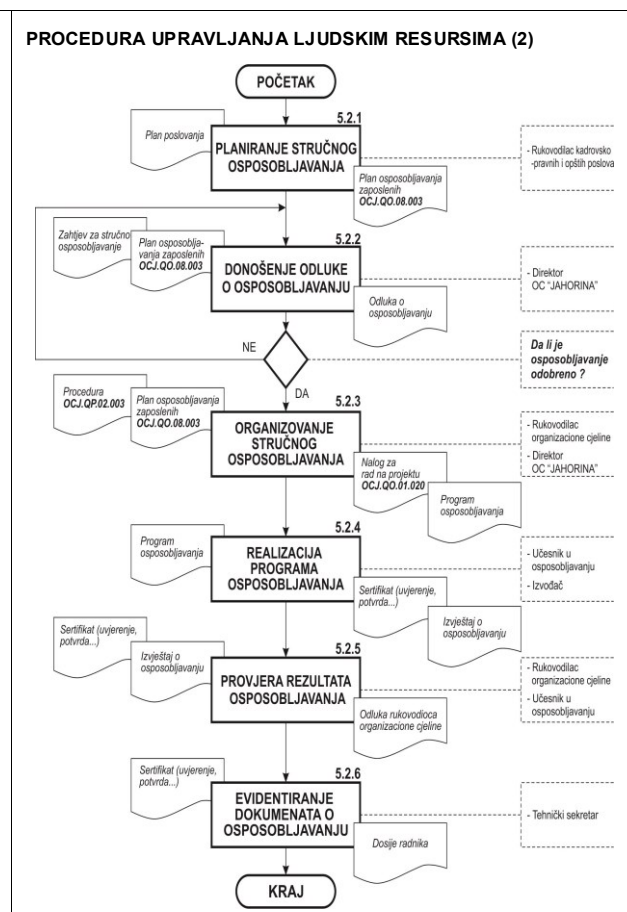 PROCEDURA UPRAVLJANJA LJUDSKIM RESURSIMA (2)
POČETAK
5.2.1
Plan poslovanja
PLANIRANJE STRUČNOG
OSPOSOBLJAVANJA
- Rukovodilac kadrovsko
-pravnih i opštih poslova
Plan osposobljavanja
zaposlenih
OCJ.QO.08.003
Zahtjev za stručno
osposobljavanje
Plan osposoblja-
vanja zaposlenih
OCJ.QO.08.003
5.2.2
DONOŠENJE ODLUKE
O OSPOSOBLJAVANJU
- Direktor
OC "JAHORINA"
Odluka o
osposobljavanju
NE
Da li je
osposobljavanje
odobreno ?
DA
Procedura
OCJ.QP.02.003
Plan osposobljavanja
zaposlenih
OCJ.QO.08.003
5.2.3
ORGANIZOVANJE
STRUČNOG
OSPOSOBLJAVANJA
- Rukovodilac
organizacione cjeline
- Direktor
OC "JAHORINA"
Nalog za
rad na projektu
OCJ.QO.01.020
Program
osposobljavanja
5.2.4
Program
osposobljavanja
REALIZACIJA
PROGRAMA
OSPOSOBLJAVANJA
- Učesnik u
osposobljavanju
- Izvođač
Sertifikat (uvjerenje,
potvrda...)
Izvještaj o
osposobljavanju
Sertifikat (uvjerenje,
potvrda...)
Izvještaj o
osposobljavanju
5.2.5
PROVJERA REZULTATA
OSPOSOBLJAVANJA
- Rukovodilac
organizacione cjeline
- Učesnik u
osposobljavanju
Odluka rukovodioca
organizacione cjeline
5.2.6
Sertifikat (uvjerenje,
potvrda...)
EVIDENTIRANJE
DOKUMENATA O
OSPOSOBLJAVANJU
- Tehnički sekretar
Dosije radnika
KRAJ